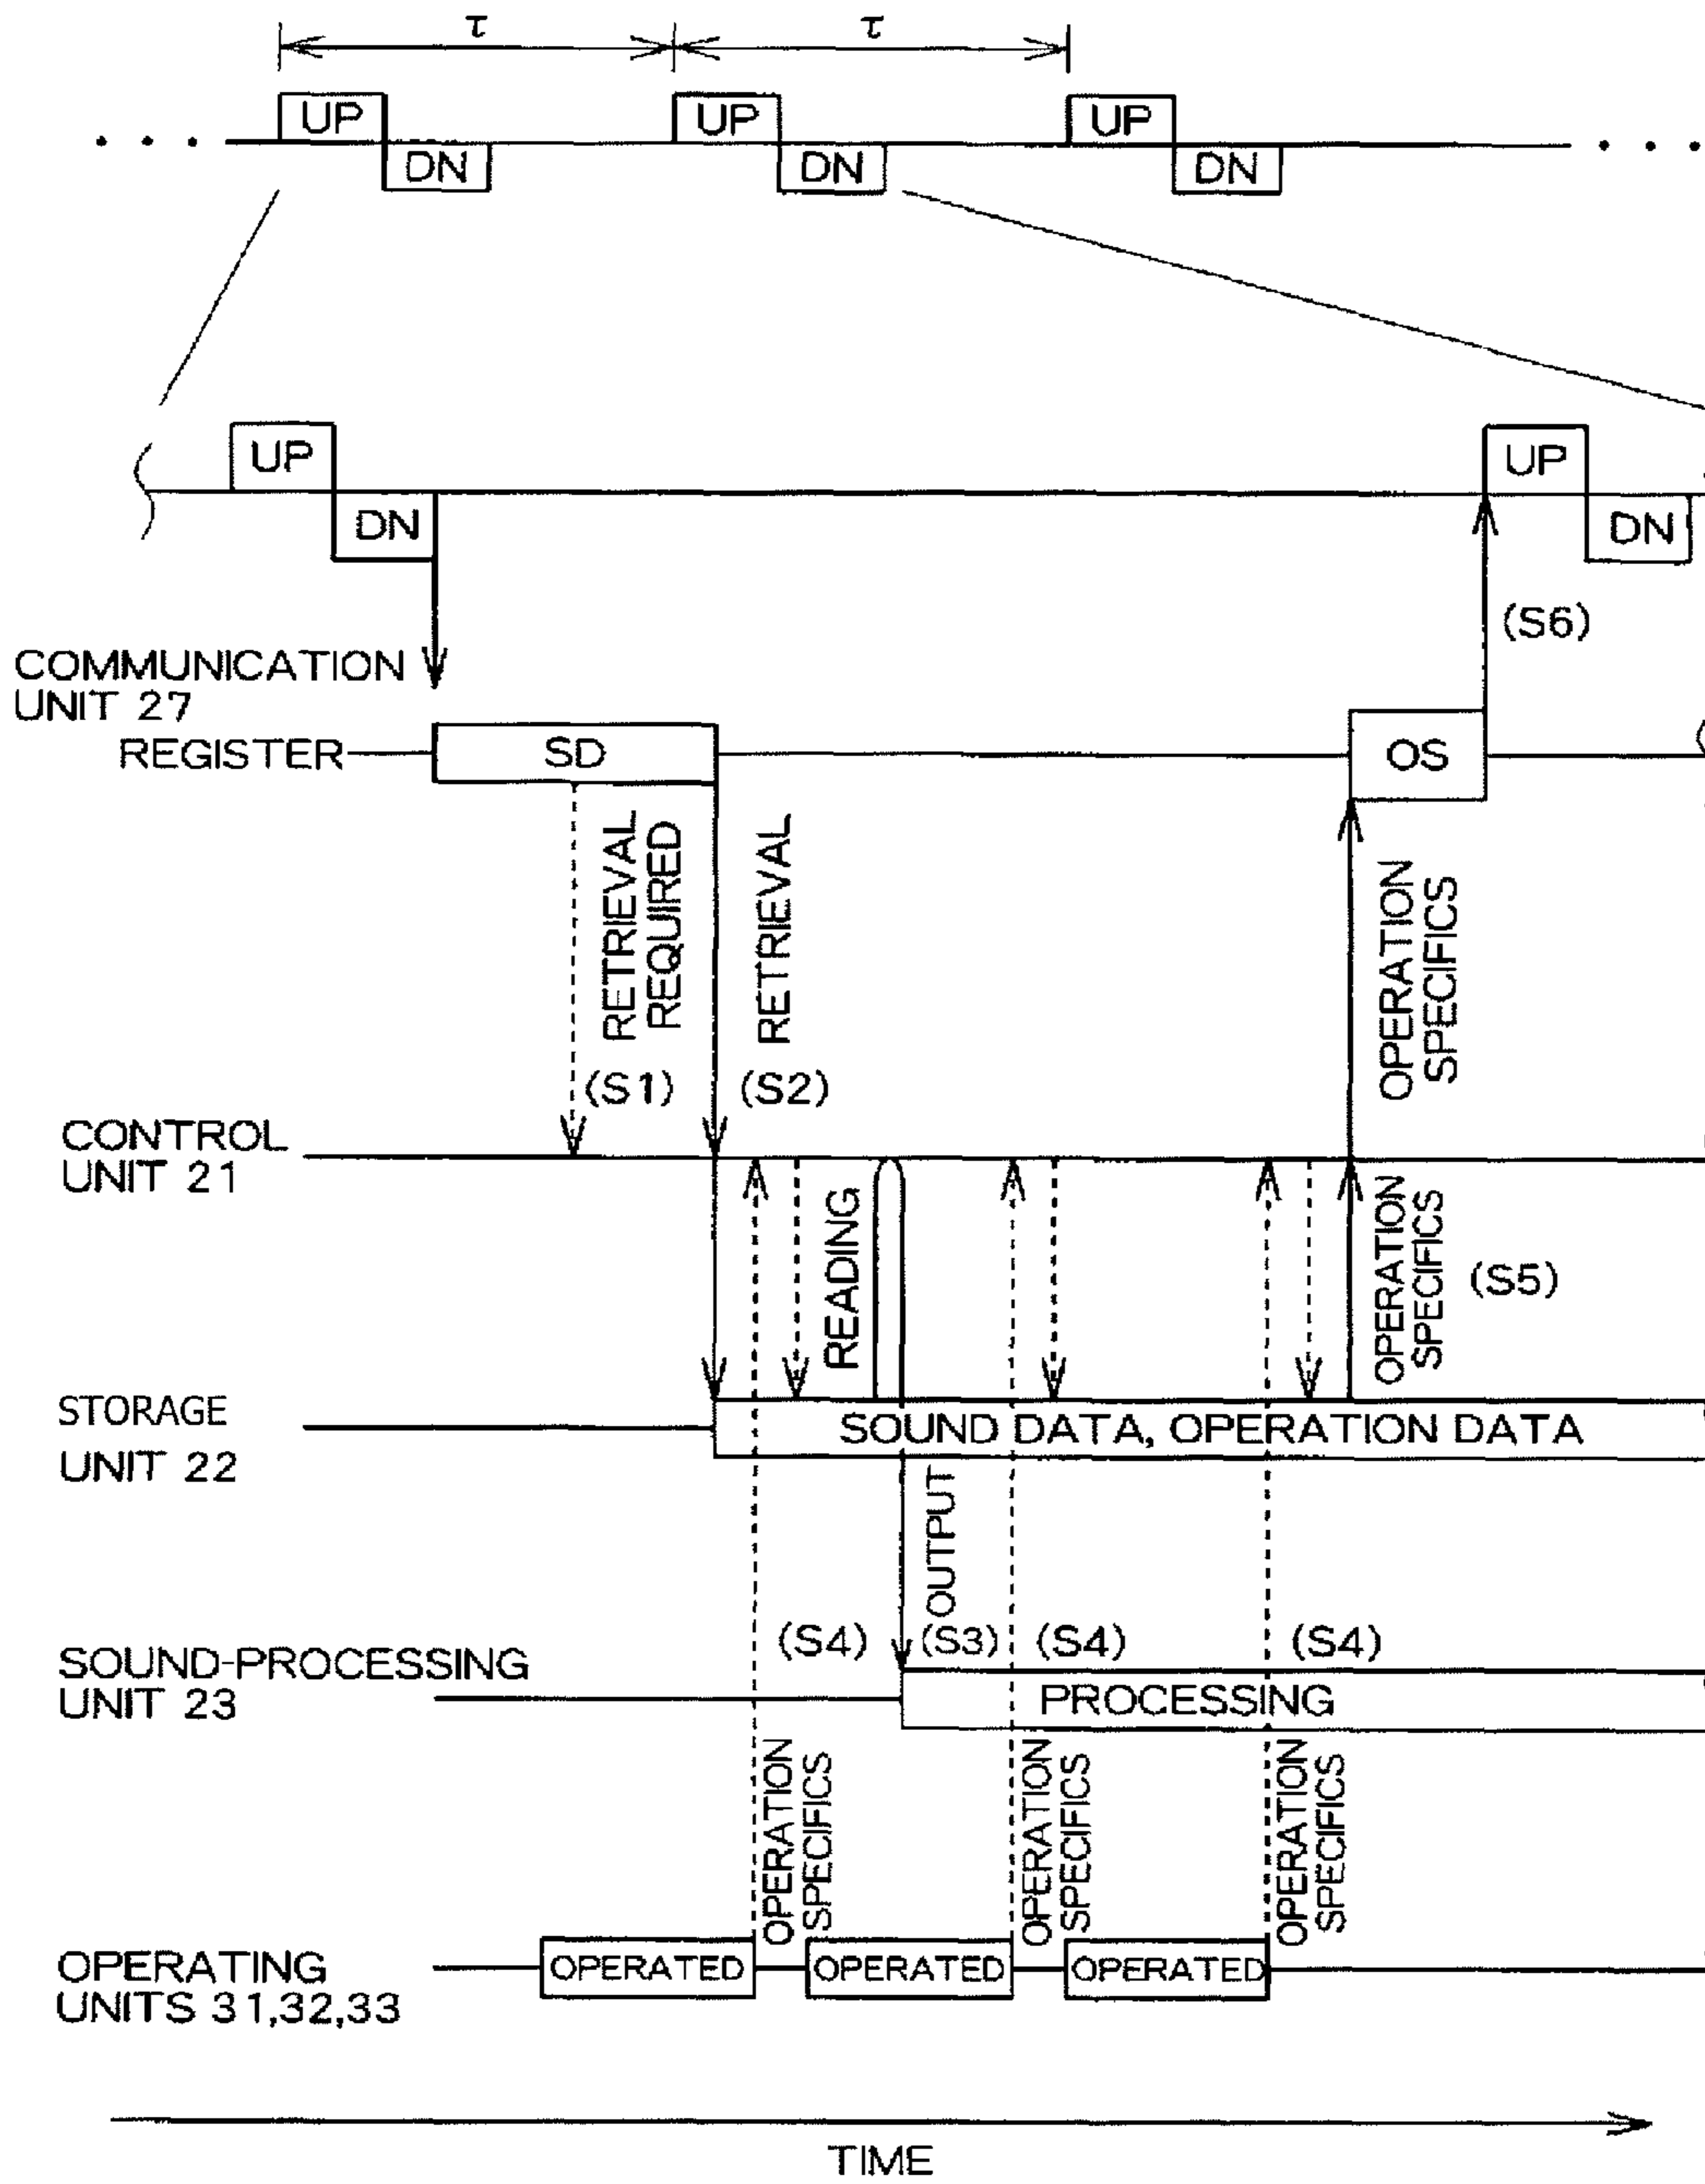 τ τ
UP UP UP
DN DN DN
UP UP
DN DN
(S6)
COMMUNICATION
UNIT 27
REGISTER SD OS
RETRIEVAL
REQUIRED
RETRIEVAL
OPERATION
SPECIFICS
(S1) (S2)
CONTROL
UNIT 21
READING
OPERATION
SPECIFICS
(S5)
STORAGE
UNIT 22
SOUND DATA, OPERATION DATA
OUTPUT
(S4) (S3) (S4) (S4)
SOUND-PROCESSING
UNIT 23
PROCESSING
OPERATION
SPECIFICS
OPERATION
SPECIFICS
OPERATION
SPECIFICS
OPERATING
UNITS 31,32,33
OPERATED OPERATED OPERATED
TIME